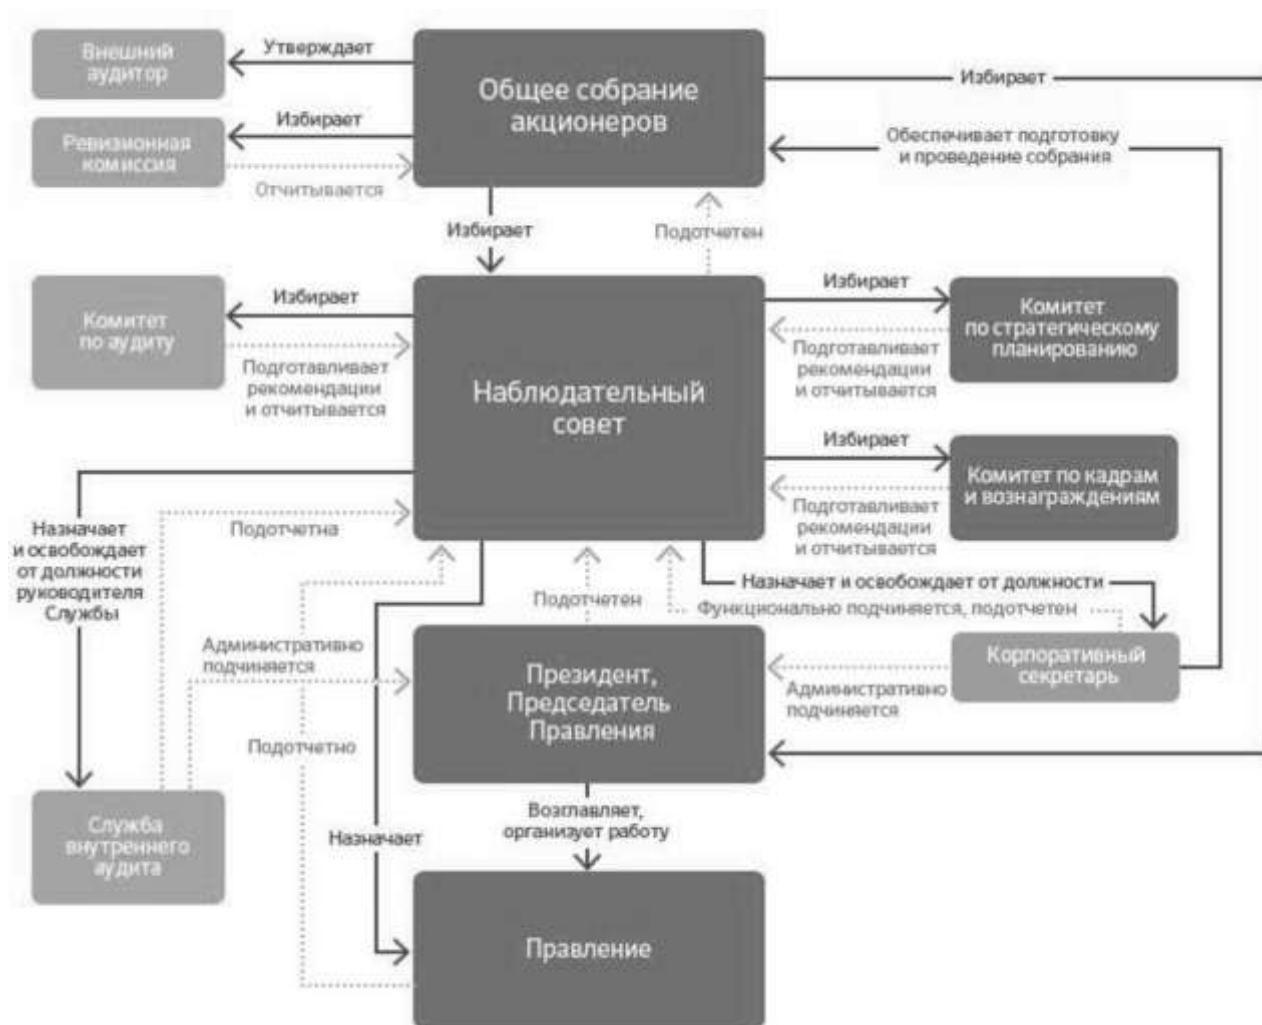 Внешний
аудитор
Утверждает
Общее собрание
акционеров
Избирает
Ревизионная
комиссия
Избирает
Отчитывается
Обеспечивает подготовку
и проведение собрания
Избирает
Подотчетен
Комитет
по аудиту
Избирает
Подготавливает
рекомендации
и отчитывается
Наблюдательный
совет
Избирает
Подготавливает
рекомендации
и отчитывается
Комитет
по стратегическому
планированию
Избирает
Подготавливает
рекомендации
и отчитывается
Комитет по кадрам
и вознаграждениям
Назначает
и освобождает
от должности
руководителя
Службы
Подотчетна
Подотчетен
Назначает и освобождает от должности
Функционально подчиняется, подотчетен
Административно
подчиняется
Президент,
Председатель
Правления
Административно
подчиняется
Корпоративный
секретарь
Подотчетно
Служба
внутреннего
аудита
Назначает
Возглавляет,
организует работу
Правление